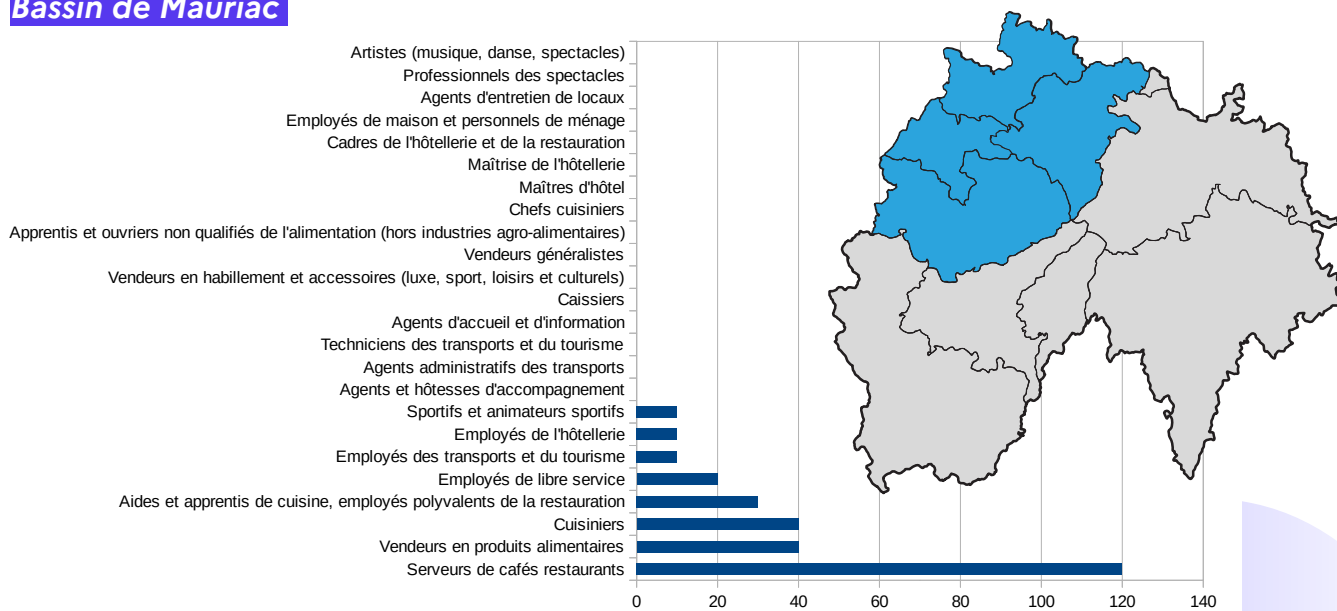 Bassin de Mauriac
Artistes (musique, danse, spectacles)
Professionnels des spectacles
Agents d'entretien de locaux
Employés de maison et personnels de ménage
Cadres de l'hôtellerie et de la restauration
Maîtrise de l'hôtellerie
Maîtres d'hôtel
Chefs cuisiniers
Apprentis et ouvriers non qualifiés de l'alimentation (hors industries agro-alimentaires)
Vendeurs généralistes
Vendeurs en habillement et accessoires (luxe, sport, loisirs et culturels)
Caissiers
Agents d'accueil et d'information
Techniciens des transports et du tourisme
Agents administratifs des transports
Agents et hôtesses d'accompagnement
Sportifs et animateurs sportifs
Employés de l'hôtellerie
Employés des transports et du tourisme
Employés de libre service
Aides et apprentis de cuisine, employés polyvalents de la restauration
Cuisiniers
Vendeurs en produits alimentaires
Serveurs de cafés restaurants
0 20 40 60 80 100 120 140